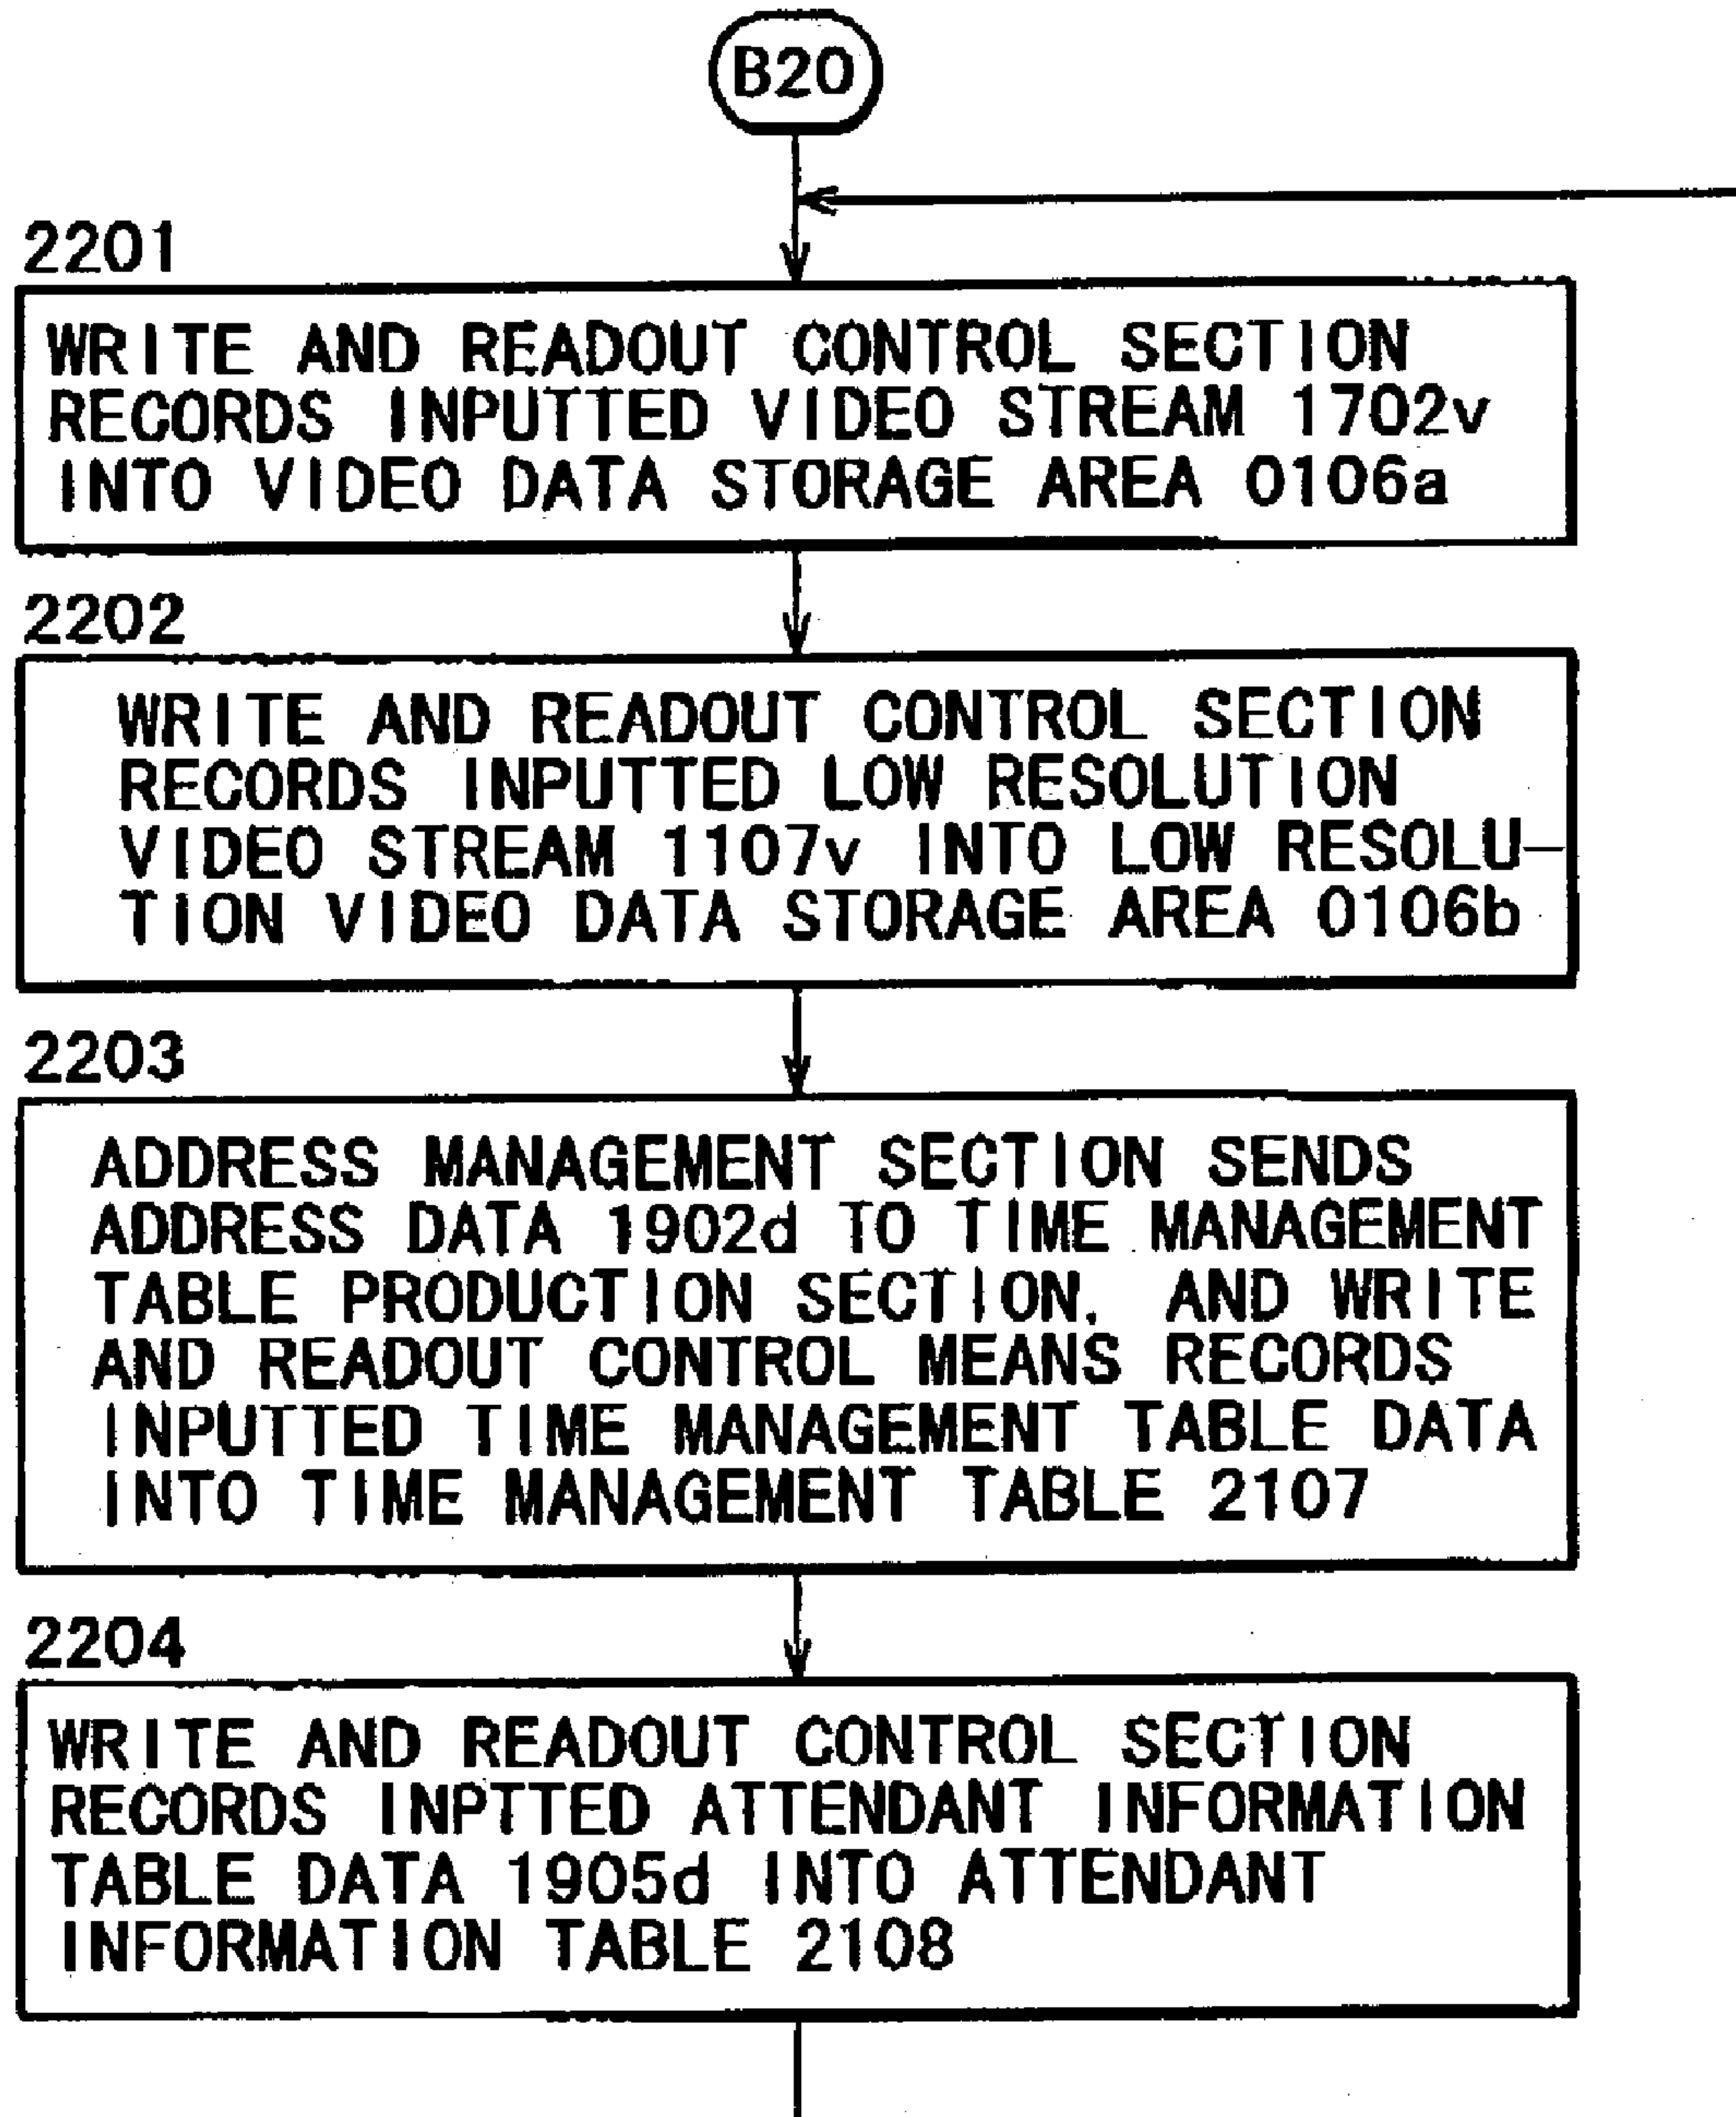 B20
2201
WRITE AND READOUT CONTROL SECTION
RECORDS INPUTTED VIDEO STREAM 1702v
INTO VIDEO DATA STORAGE AREA 0106a
2202
WRITE AND READOUT CONTROL SECTION
RECORDS INPUTTED LOW RESOLUTION
VIDEO STREAM 1107v INTO LOW RESOLU-
TION VIDEO DATA STORAGE AREA 0106b
2203
ADDRESS MANAGEMENT SECTION SENDS
ADDRESS DATA 1902d TO TIME MANAGEMENT
TABLE PRODUCTION SECTION, AND WRITE
AND READOUT CONTROL MEANS RECORDS
INPUTTED TIME MANAGEMENT TABLE DATA
INTO TIME MANAGEMENT TABLE 2107
2204
WRITE AND READOUT CONTROL SECTION
RECORDS INPTTED ATTENDANT INFORMATION
TABLE DATA 1905d INTO ATTENDANT
INFORMATION TABLE 2108